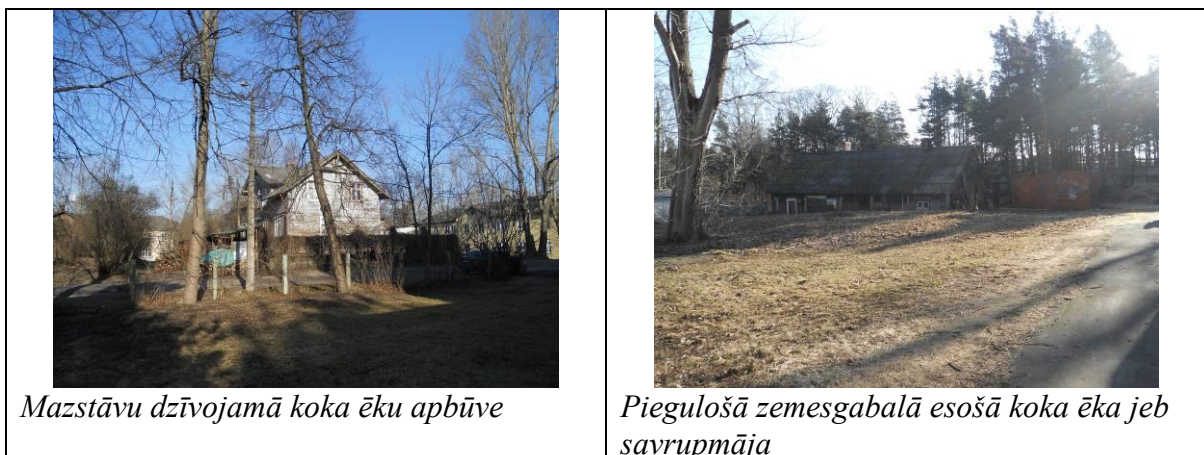 Mazstāvu dzīvojamā koka ēku apbūve
Piegulošā zemesgabalā esošā koka ēka jeb
savrupmāja